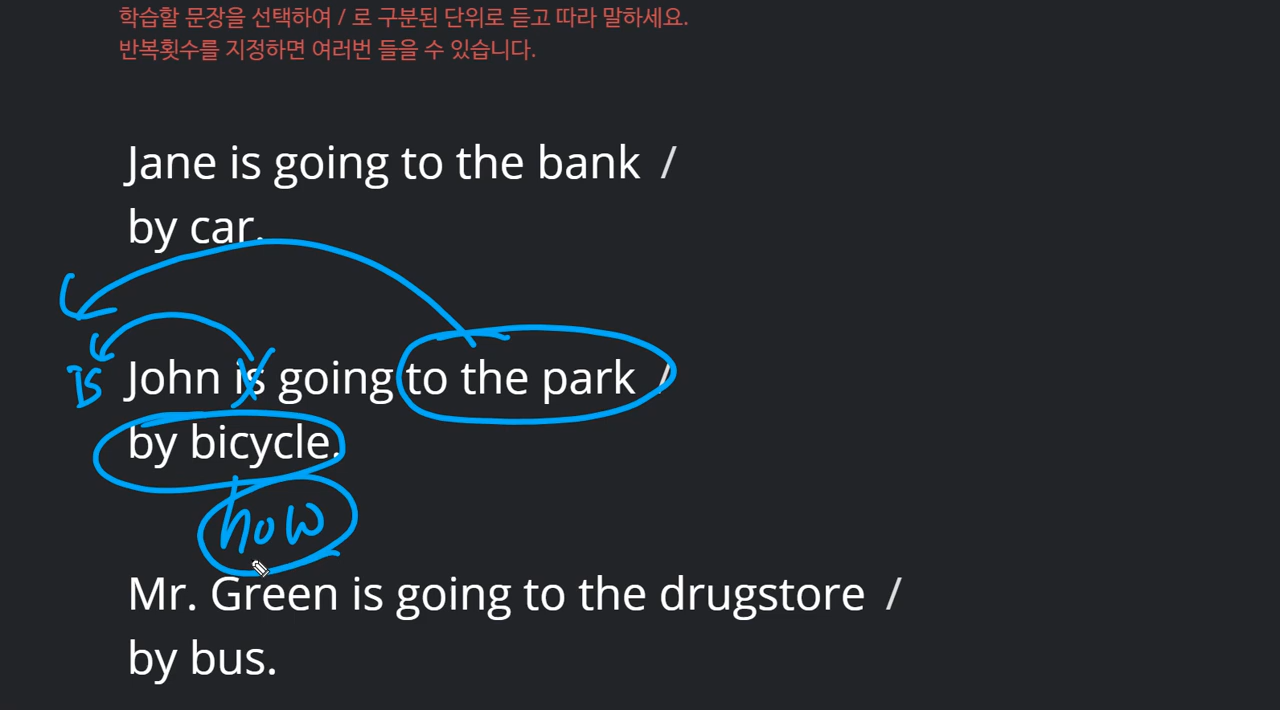 학습할 문장을 선택하여 / 로 구분된 단위로 듣고 따라 말하세요.
반복횟수를 지정하면 여러번 들을 수 있습니다.
Jane is going to the bank /
by car.
Is John is going to the park /
by bicycle.
how
Mr. Green is going to the drugstore /
by bus.